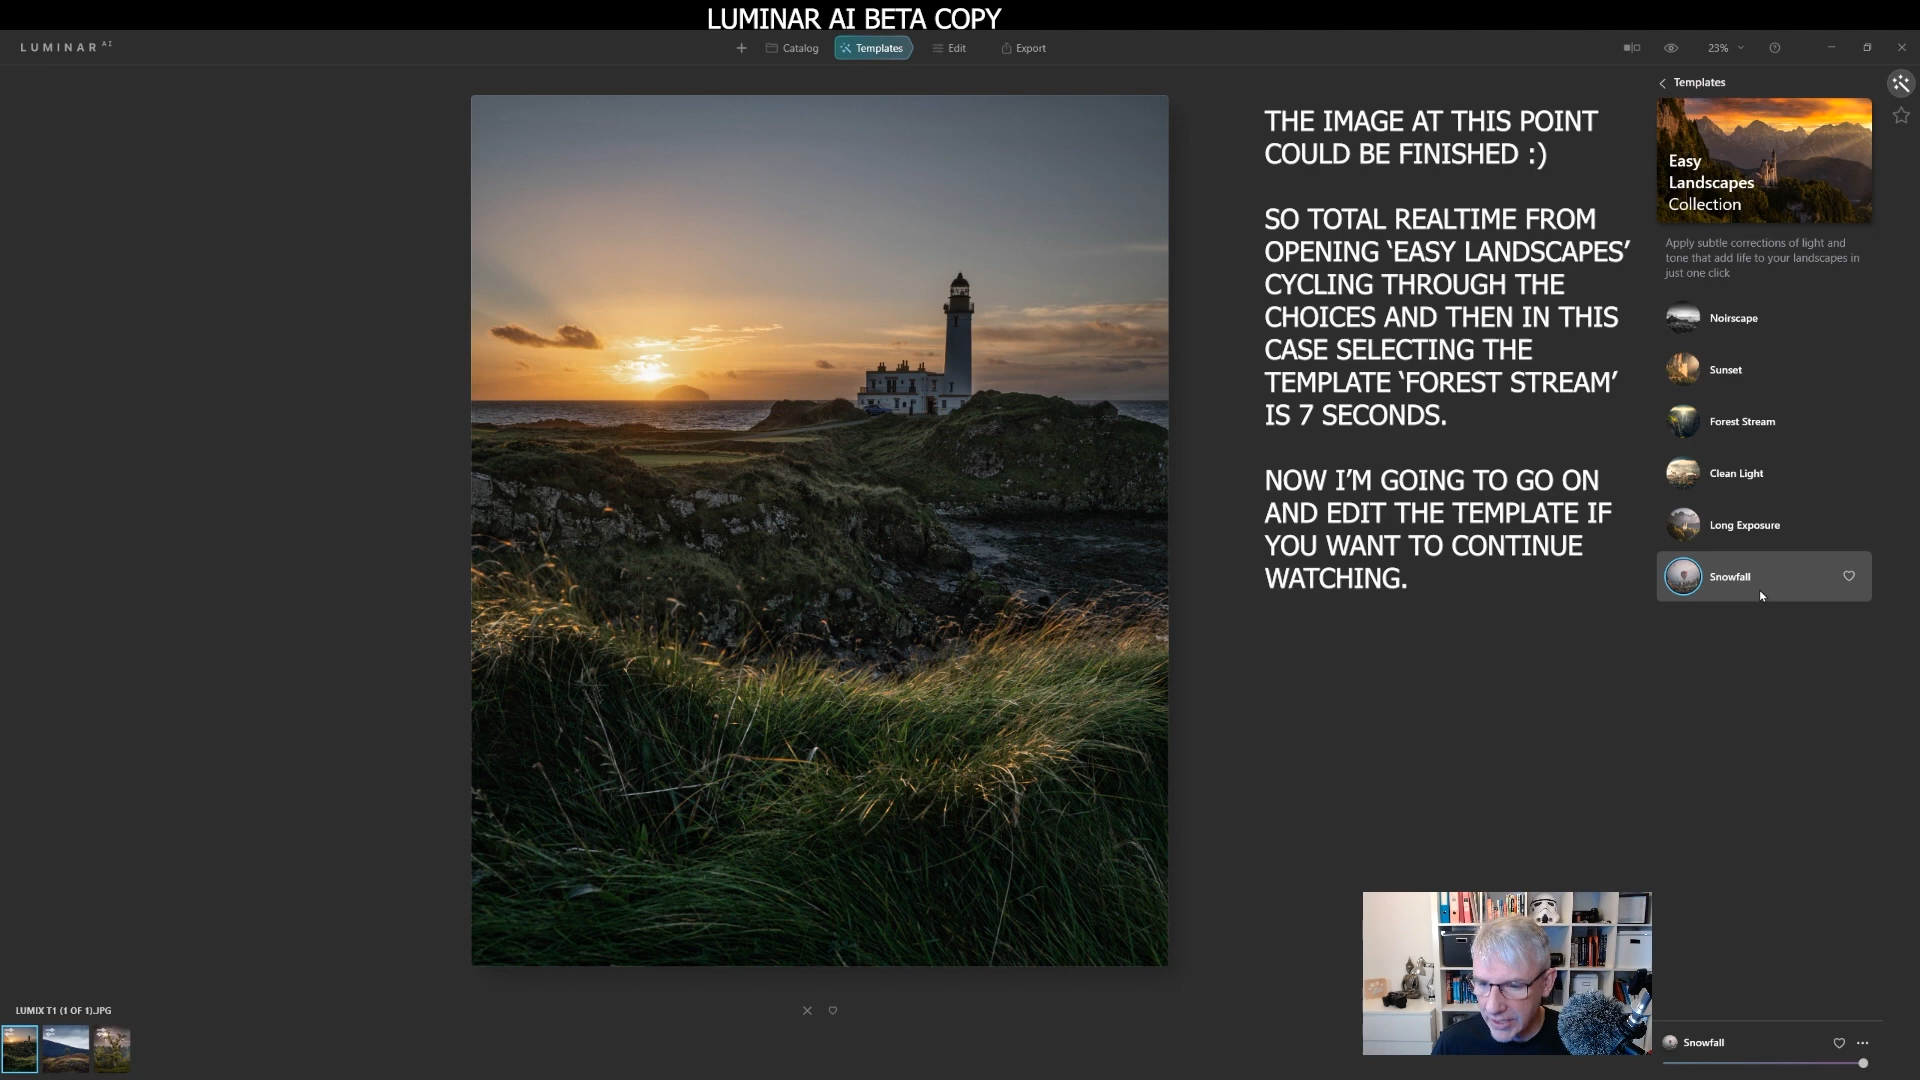 LUMINAR AI BETA COPY
LUMINAR AI
Catalog
Templates
Edit
Export
23%
Templates
Easy
Landscapes
Collection
Apply subtle corrections of light and
tone that add life to your landscapes in
just one click
Noirscape
Sunset
Forest Stream
Clean Light
Long Exposure
Snowfall
THE IMAGE AT THIS POINT
COULD BE FINISHED :)
SO TOTAL REALTIME FROM
OPENING ‘EASY LANDSCAPES’
CYCLING THROUGH THE
CHOICES AND THEN IN THIS
CASE SELECTING THE
TEMPLATE ‘FOREST STREAM’
IS 7 SECONDS.
NOW I’M GOING TO GO ON
AND EDIT THE TEMPLATE IF
YOU WANT TO CONTINUE
WATCHING.
LUMIX T1 (1 OF 1).JPG
Snowfall